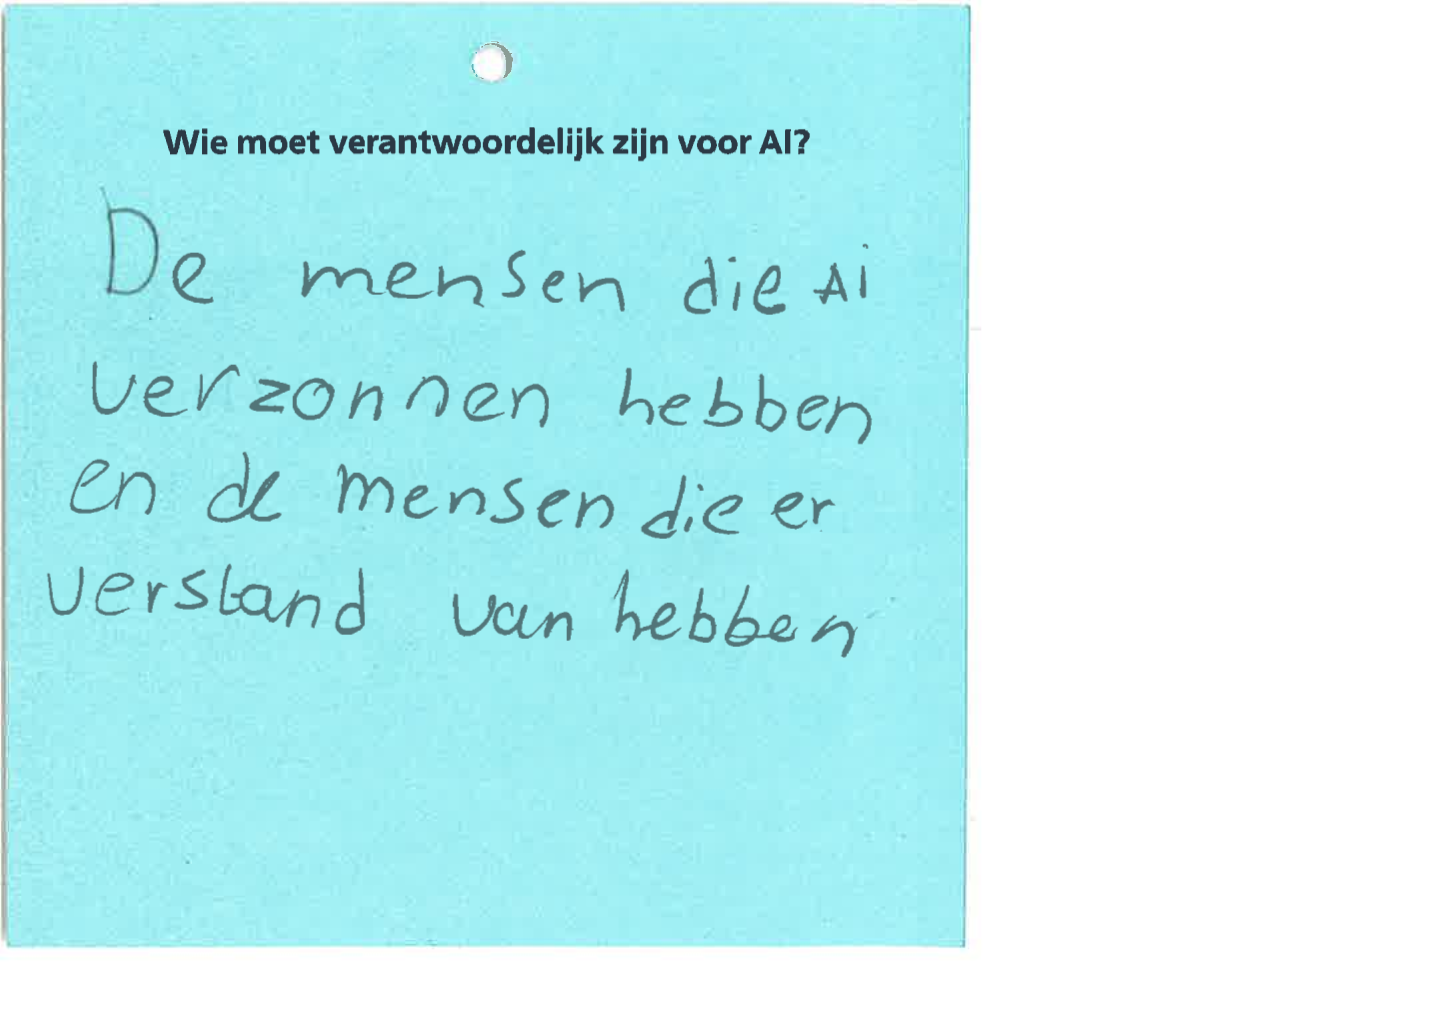 Wie moet verantwoordelijk zijn voor AI?
De mensen die Ai
verzonnen hebben
en de mensen die er
verstand van hebben